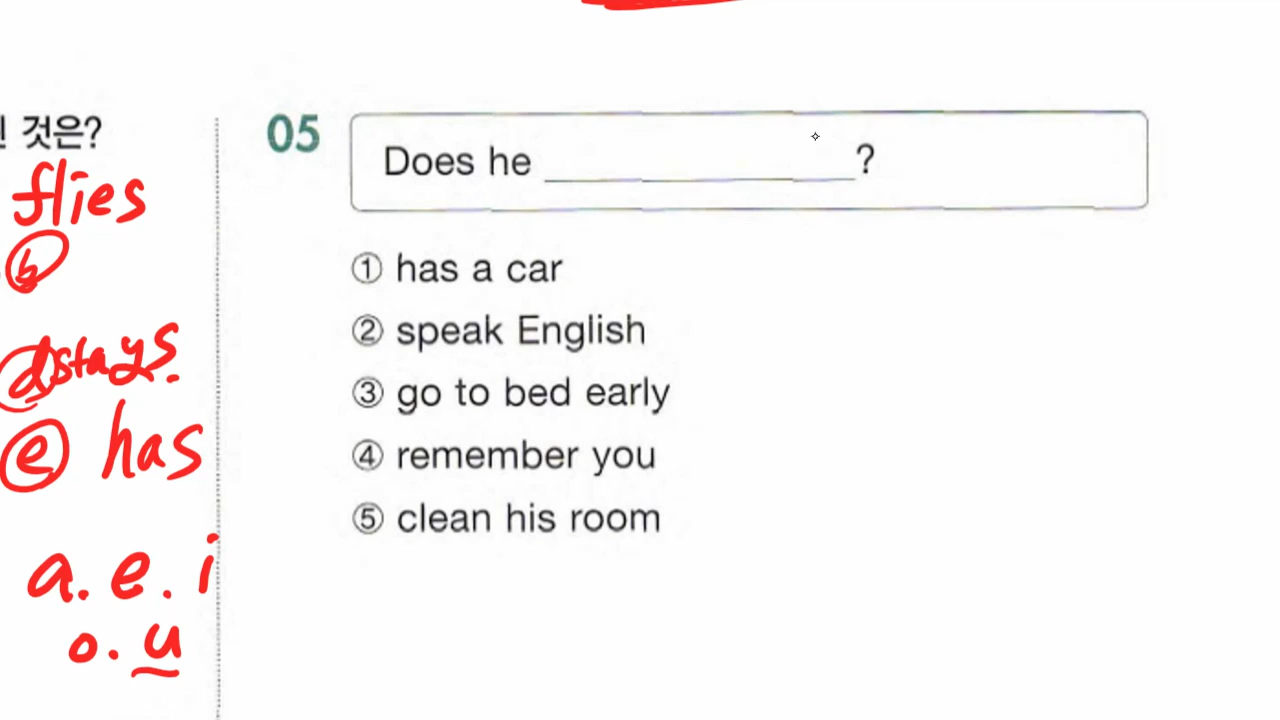 것은?
flies
ⓑ
ⓓ stays
ⓔ has
a. e. i
o. u
05
Does he ____________?
① has a car
② speak English
③ go to bed early
④ remember you
⑤ clean his room